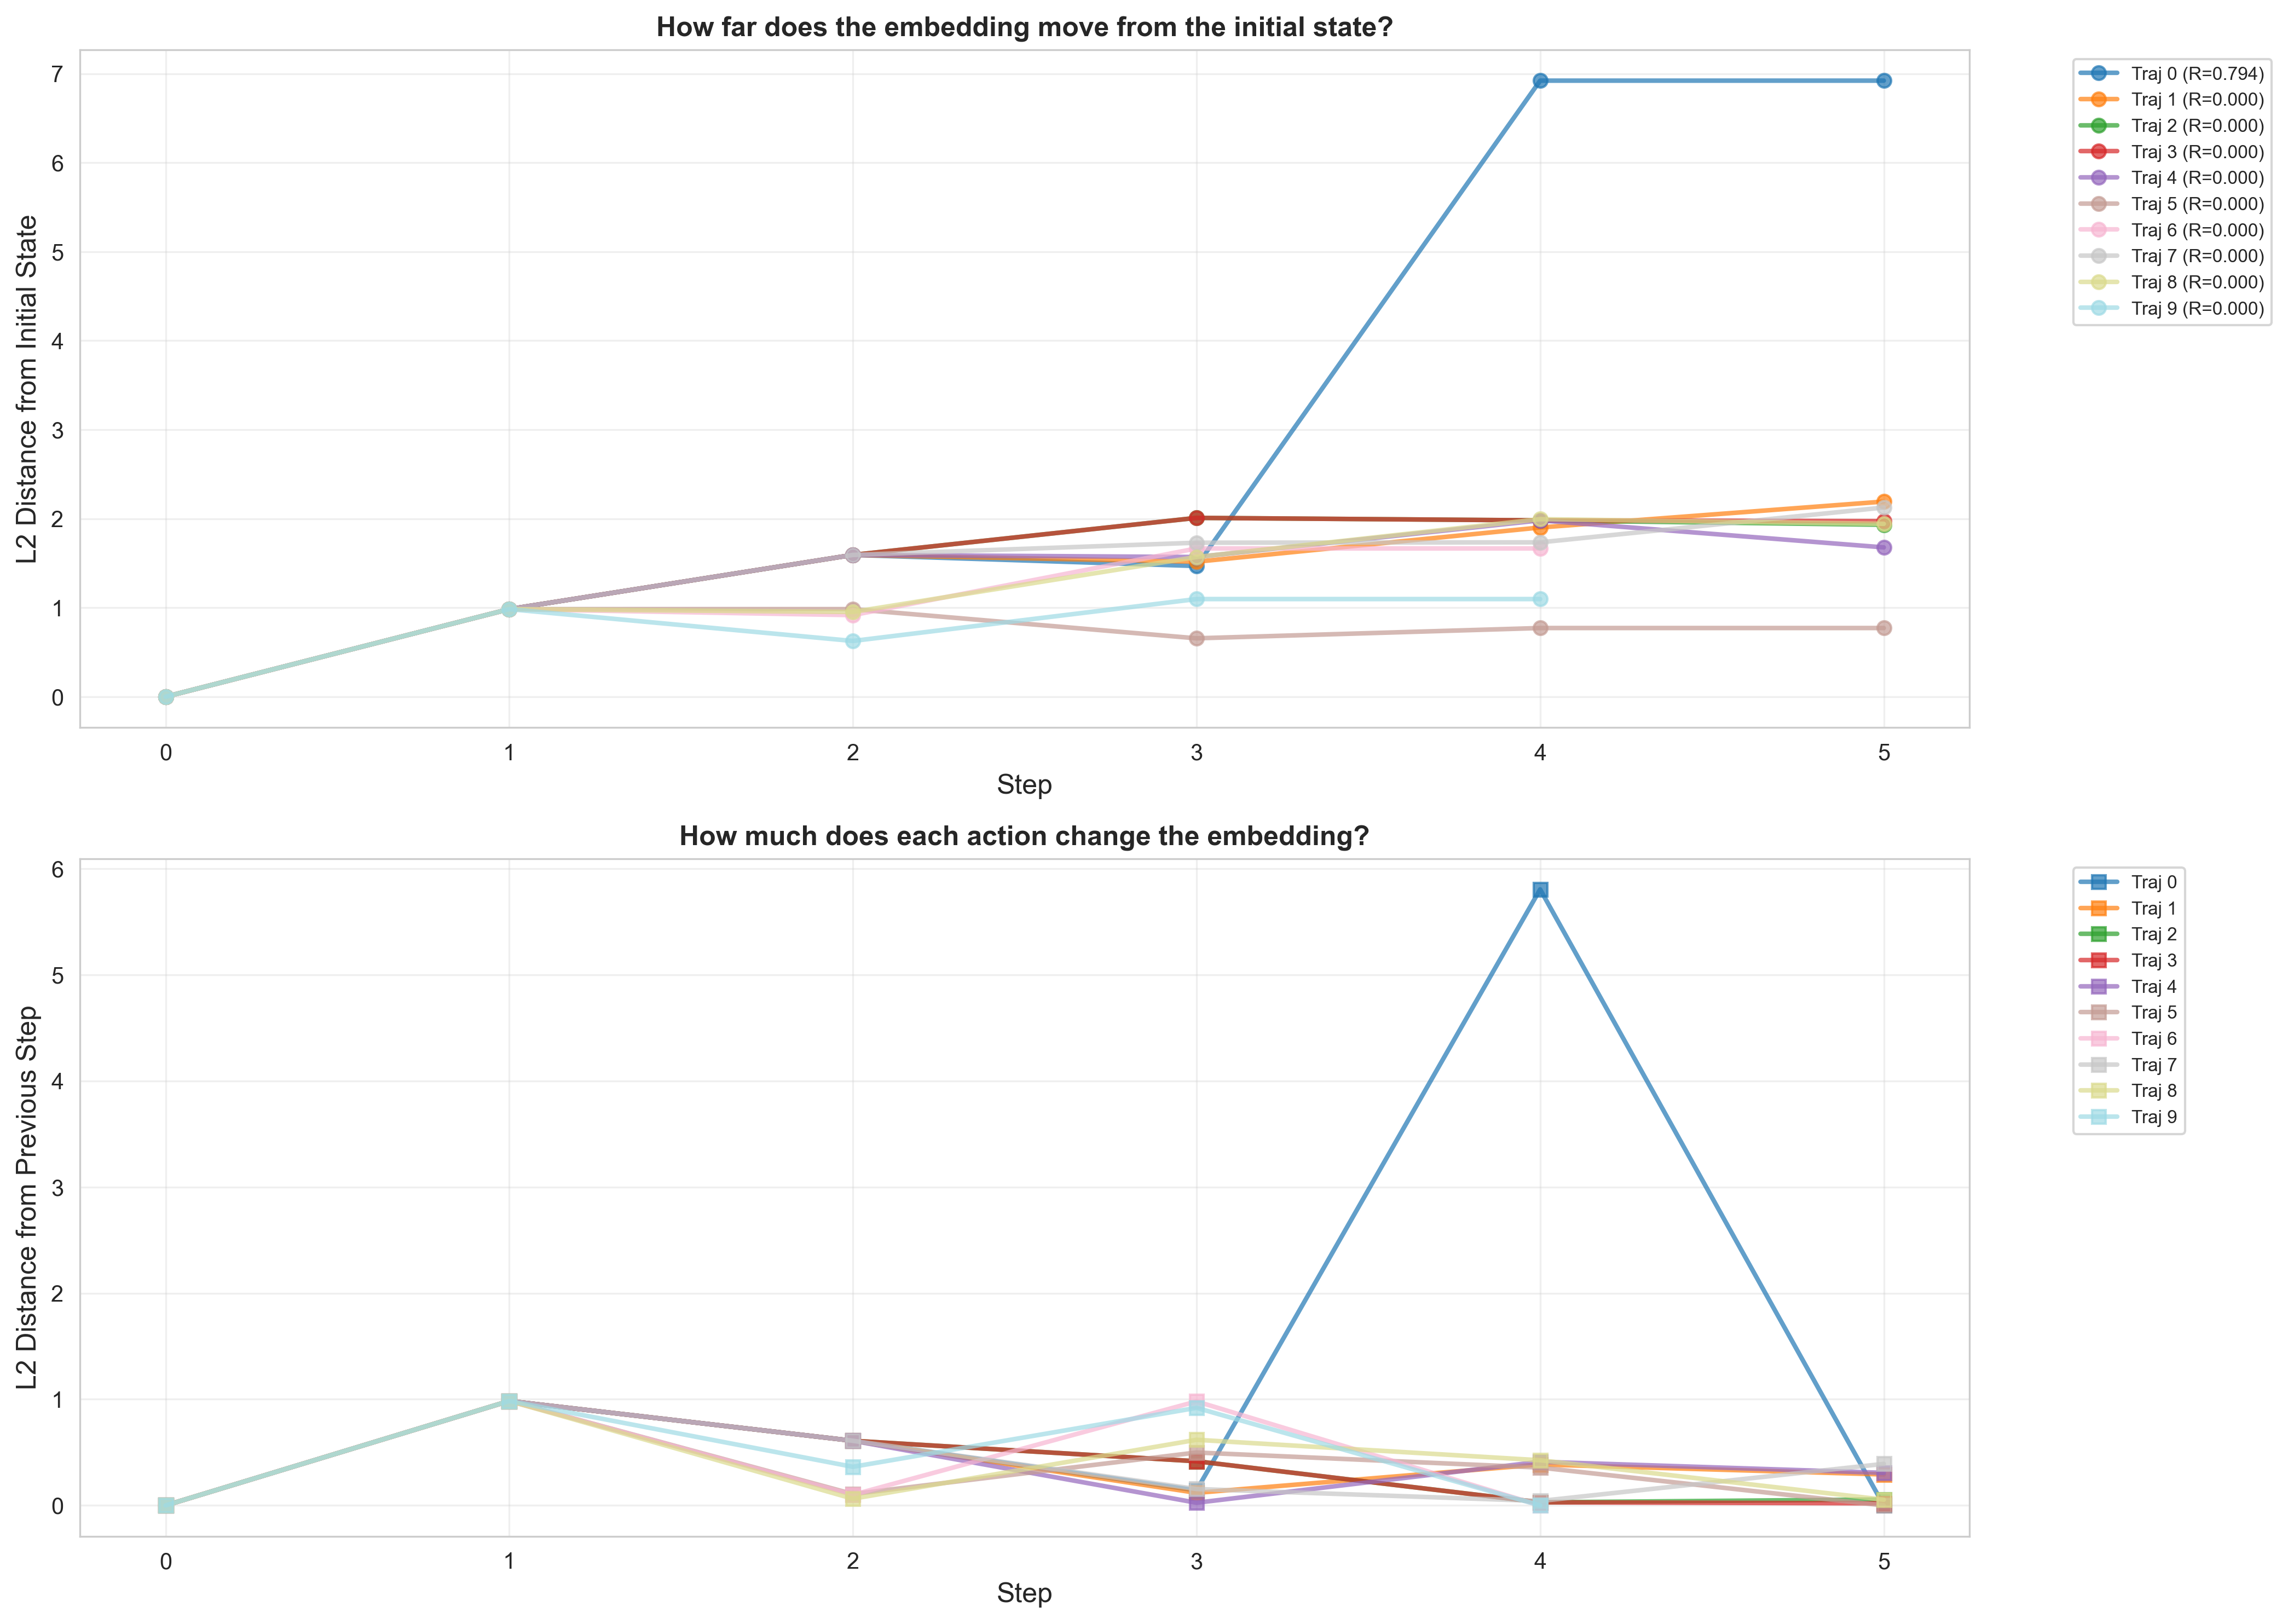 How far does the embedding move from the initial state?
7
6
5
4
3
2
1
0
L2 Distance from Initial State
0 1 2 3 4 5
Step
Traj 0 (R=0.794)
Traj 1 (R=0.000)
Traj 2 (R=0.000)
Traj 3 (R=0.000)
Traj 4 (R=0.000)
Traj 5 (R=0.000)
Traj 6 (R=0.000)
Traj 7 (R=0.000)
Traj 8 (R=0.000)
Traj 9 (R=0.000)
How much does each action change the embedding?
6
5
4
3
2
1
0
L2 Distance from Previous Step
0 1 2 3 4 5
Step
Traj 0
Traj 1
Traj 2
Traj 3
Traj 4
Traj 5
Traj 6
Traj 7
Traj 8
Traj 9